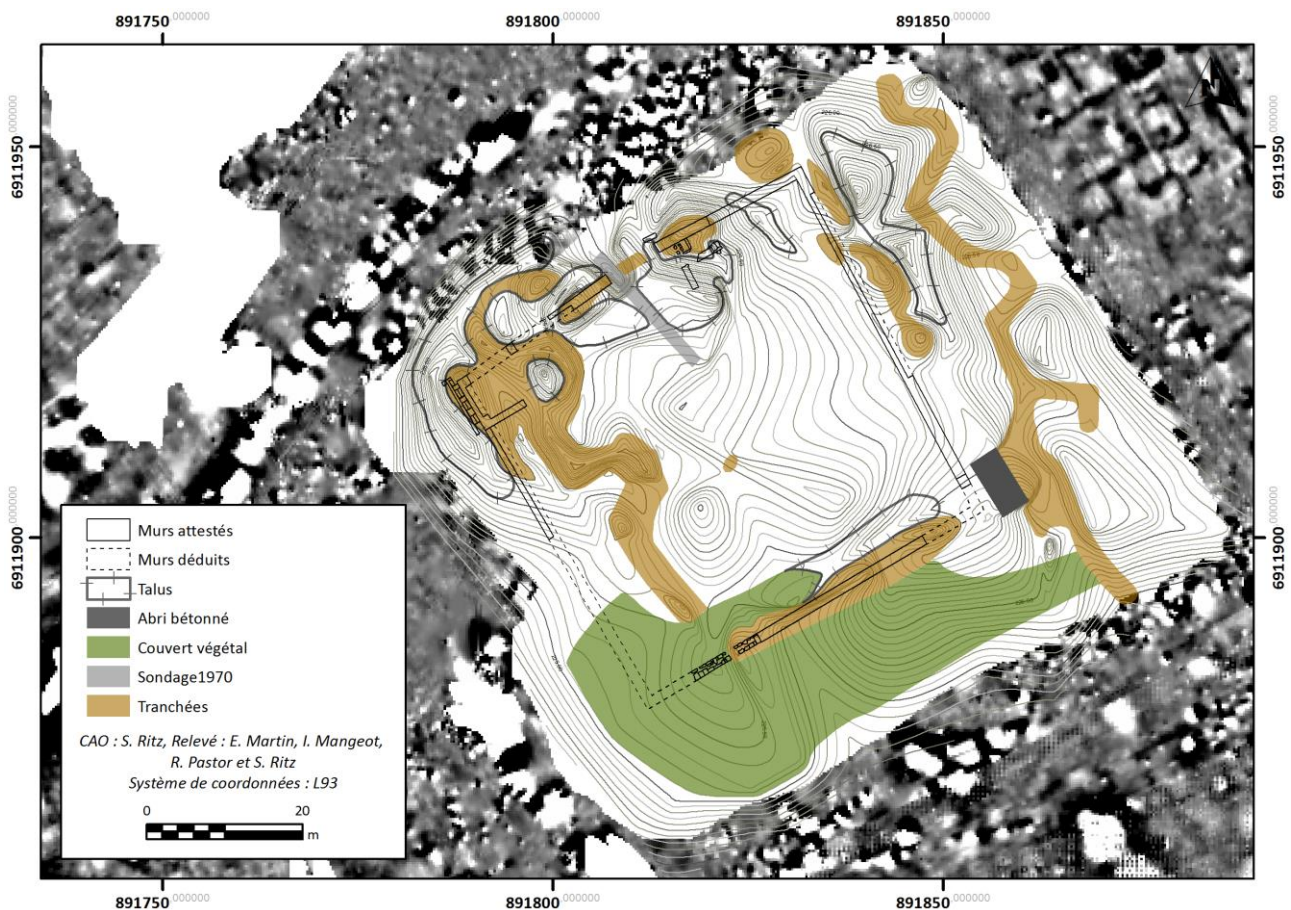 891750,000000 891800,000000 891850,000000
6911950,000000
6911950,000000
N
6911900,000000
6911900,000000
Murs attestés
Murs déduits
Talus
Abri bétonné
Couvert végétal
Sondage1970
Tranchées
CAO : S. Ritz, Relevé : E. Martin, I. Mangeot,
R. Pastor et S. Ritz
Système de coordonnées : L93
0 20
m
891750,000000 891800,000000 891850,000000